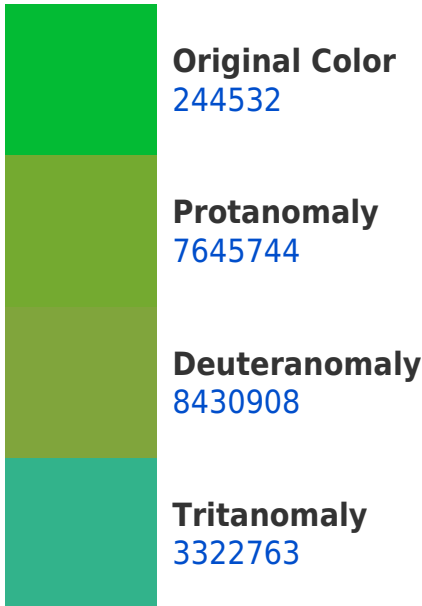 Original Color
244532
Protanomaly
7645744
Deuteranomaly
8430908
Tritanomaly
3322763